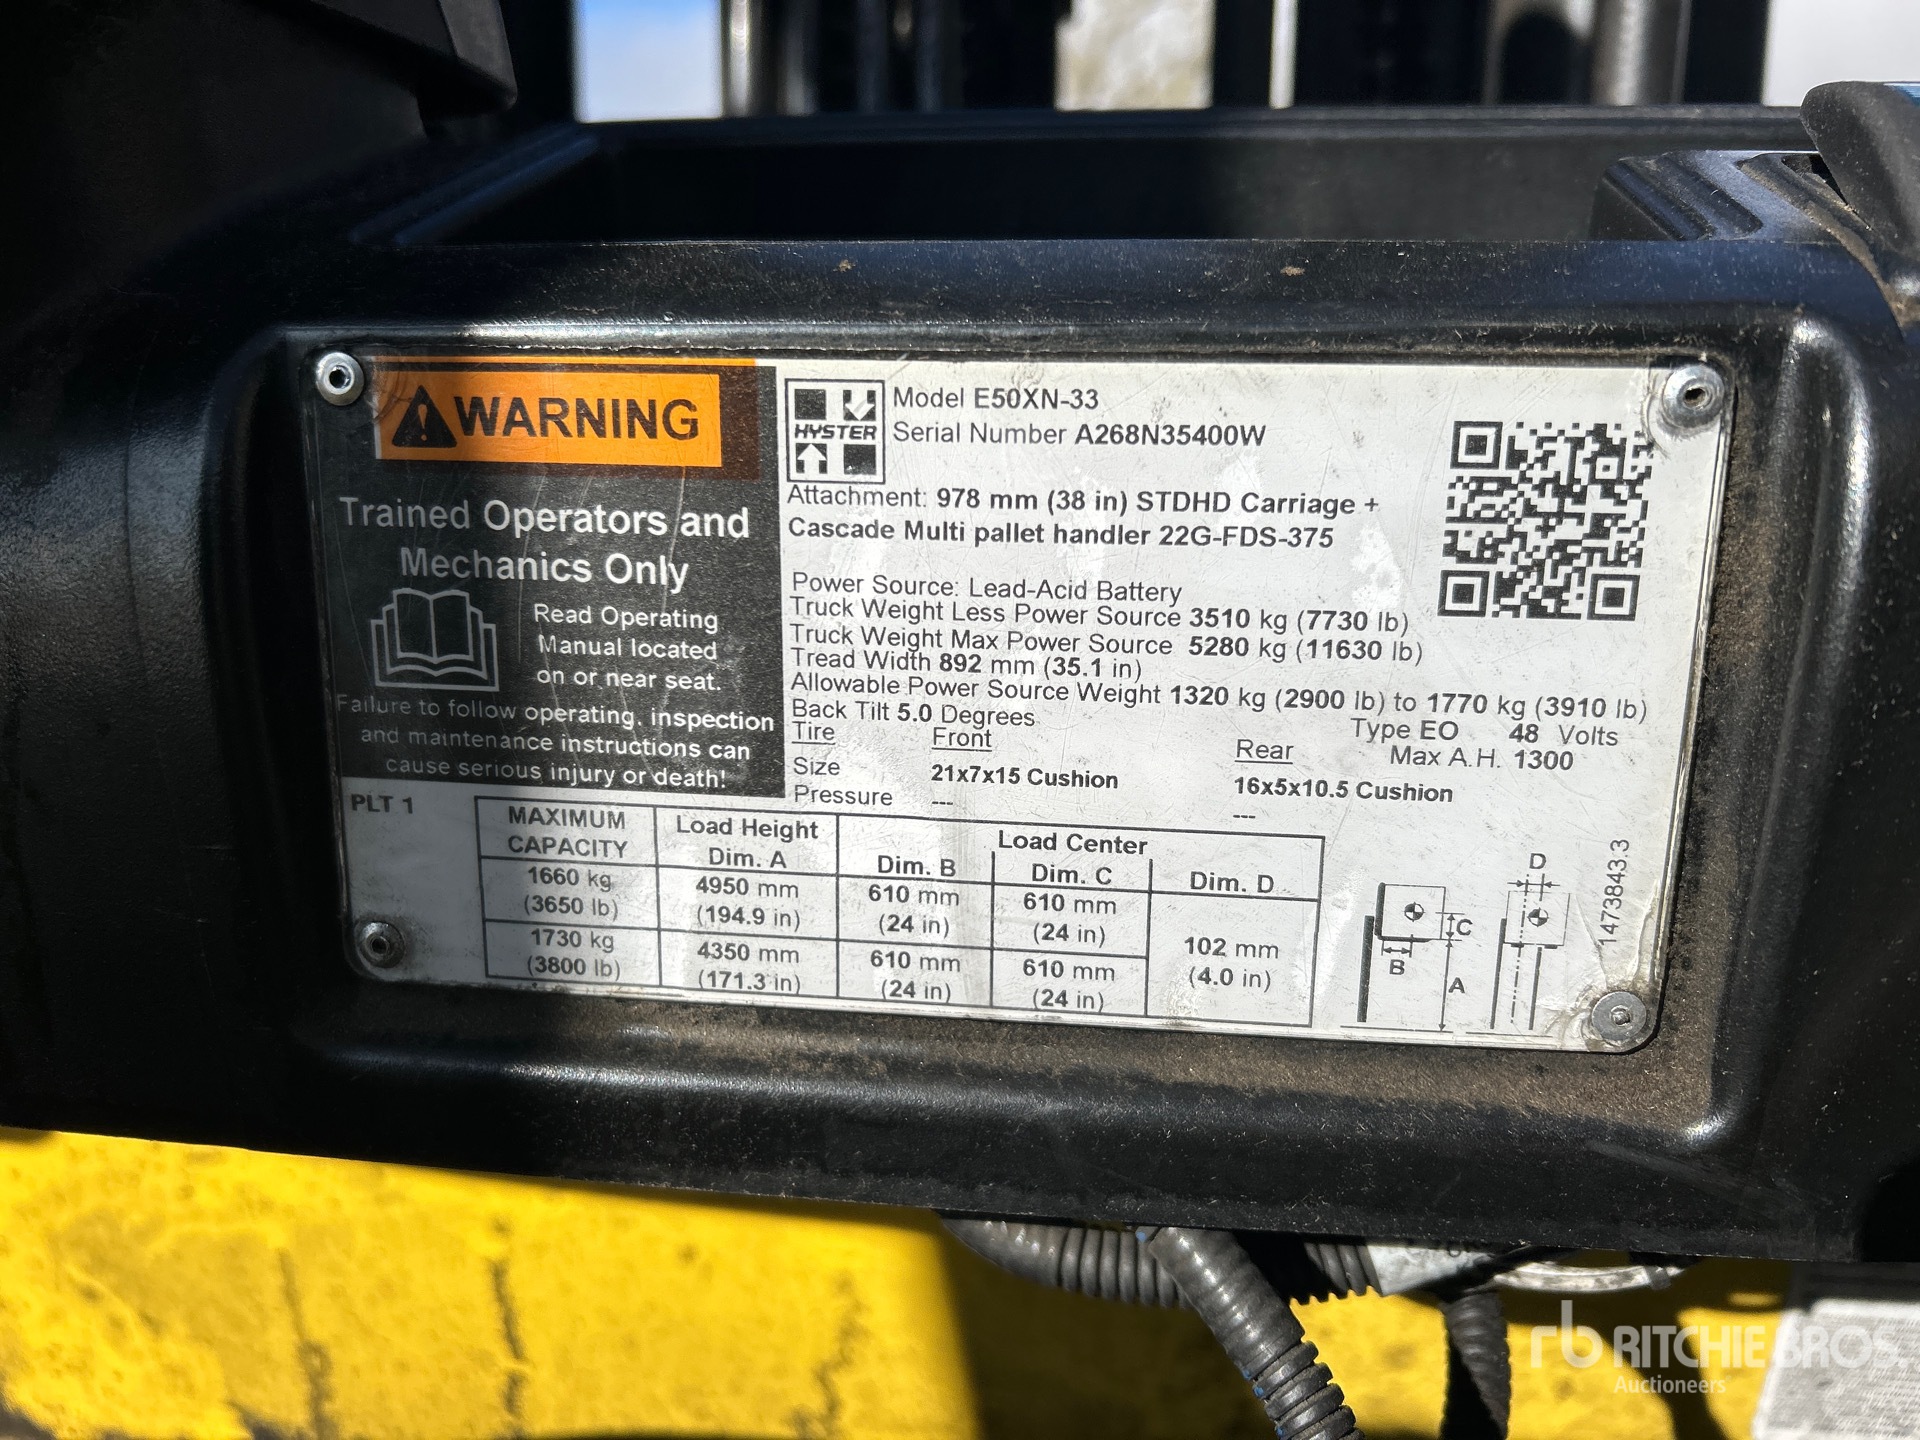 WARNING
Trained Operators and
Mechanics Only
Read Operating
Manual located
on or near seat.
Failure to follow operating, inspection
and maintenance instructions can
cause serious injury or death!
HYSTER
Model E50XN-33
Serial Number A268N35400W
Attachment: 978 mm (38 in) STDHD Carriage +
Cascade Multi pallet handler 22G-FDS-375
Power Source: Lead-Acid Battery
Truck Weight Less Power Source 3510 kg (7730 lb)
Truck Weight Max Power Source 5280 kg (11630 lb)
Tread Width 892 mm (35.1 in)
Allowable Power Source Weight 1320 kg (2900 lb) to 1770 kg (3910 lb)
Back Tilt 5.0 Degrees Type EO 48 Volts
Tire Front Rear Max A.H. 1300
Size 21x7x15 Cushion 16x5x10.5 Cushion
Pressure --- ---
PLT 1
MAXIMUM CAPACITY Load Height Dim. A Load Center
Dim. B Dim. C Dim. D
1660 kg 4950 mm 610 mm 610 mm
(3650 lb) (194.9 in) (24 in) (24 in)
102 mm
(4.0 in)
1730 kg 4350 mm 610 mm 610 mm
(3800 lb) (171.3 in) (24 in) (24 in)
D
C
B
A
1473843.3
rb RITCHIE BROS.
Auctioneers